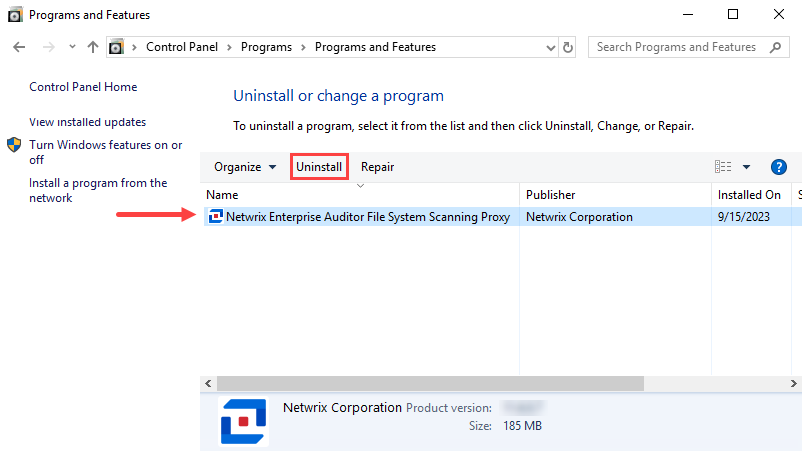 Programs and Features
Control Panel Programs Programs and Features
Search Programs and Features
Control Panel Home
View installed updates
Turn Windows features on or
off
Install a program from the
network
Uninstall or change a program
To uninstall a program, select it from the list and then click Uninstall, Change, or Repair.
Organize Uninstall Repair
Name Publisher Installed On S
Netwrix Enterprise Auditor File System Scanning Proxy Netwrix Corporation 9/15/2023
Netwrix Corporation Product version:
Size: 185 MB